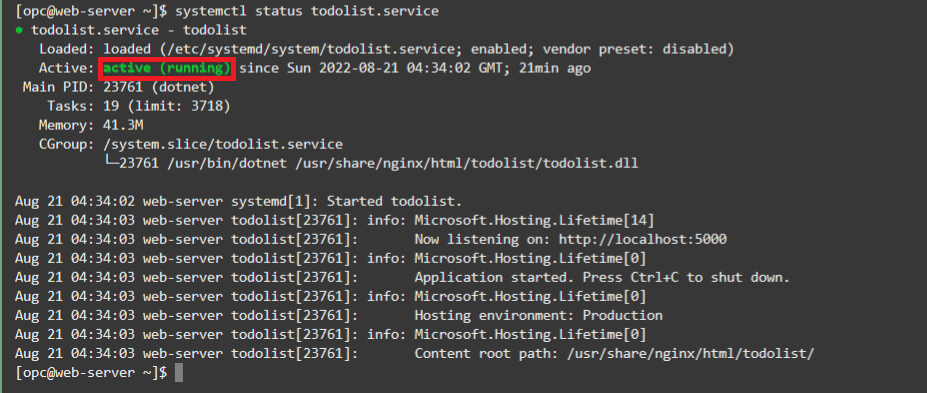 [opc@web-server ~]$ systemctl status todolist.service
● todolist.service - todolist
Loaded: loaded (/etc/systemd/system/todolist.service; enabled; vendor preset: disabled)
Active: active (running) since Sun 2022-08-21 04:34:02 GMT; 21min ago
Main PID: 23761 (dotnet)
Tasks: 19 (limit: 3718)
Memory: 41.3M
CGroup: /system.slice/todolist.service
└─23761 /usr/bin/dotnet /usr/share/nginx/html/todolist/todolist.dll
Aug 21 04:34:02 web-server systemd[1]: Started todolist.
Aug 21 04:34:03 web-server todolist[23761]: info: Microsoft.Hosting.Lifetime[14]
Aug 21 04:34:03 web-server todolist[23761]:       Now listening on: http://localhost:5000
Aug 21 04:34:03 web-server todolist[23761]: info: Microsoft.Hosting.Lifetime[0]
Aug 21 04:34:03 web-server todolist[23761]:       Application started. Press Ctrl+C to shut down.
Aug 21 04:34:03 web-server todolist[23761]: info: Microsoft.Hosting.Lifetime[0]
Aug 21 04:34:03 web-server todolist[23761]:       Hosting environment: Production
Aug 21 04:34:03 web-server todolist[23761]: info: Microsoft.Hosting.Lifetime[0]
Aug 21 04:34:03 web-server todolist[23761]:       Content root path: /usr/share/nginx/html/todolist/
[opc@web-server ~]$